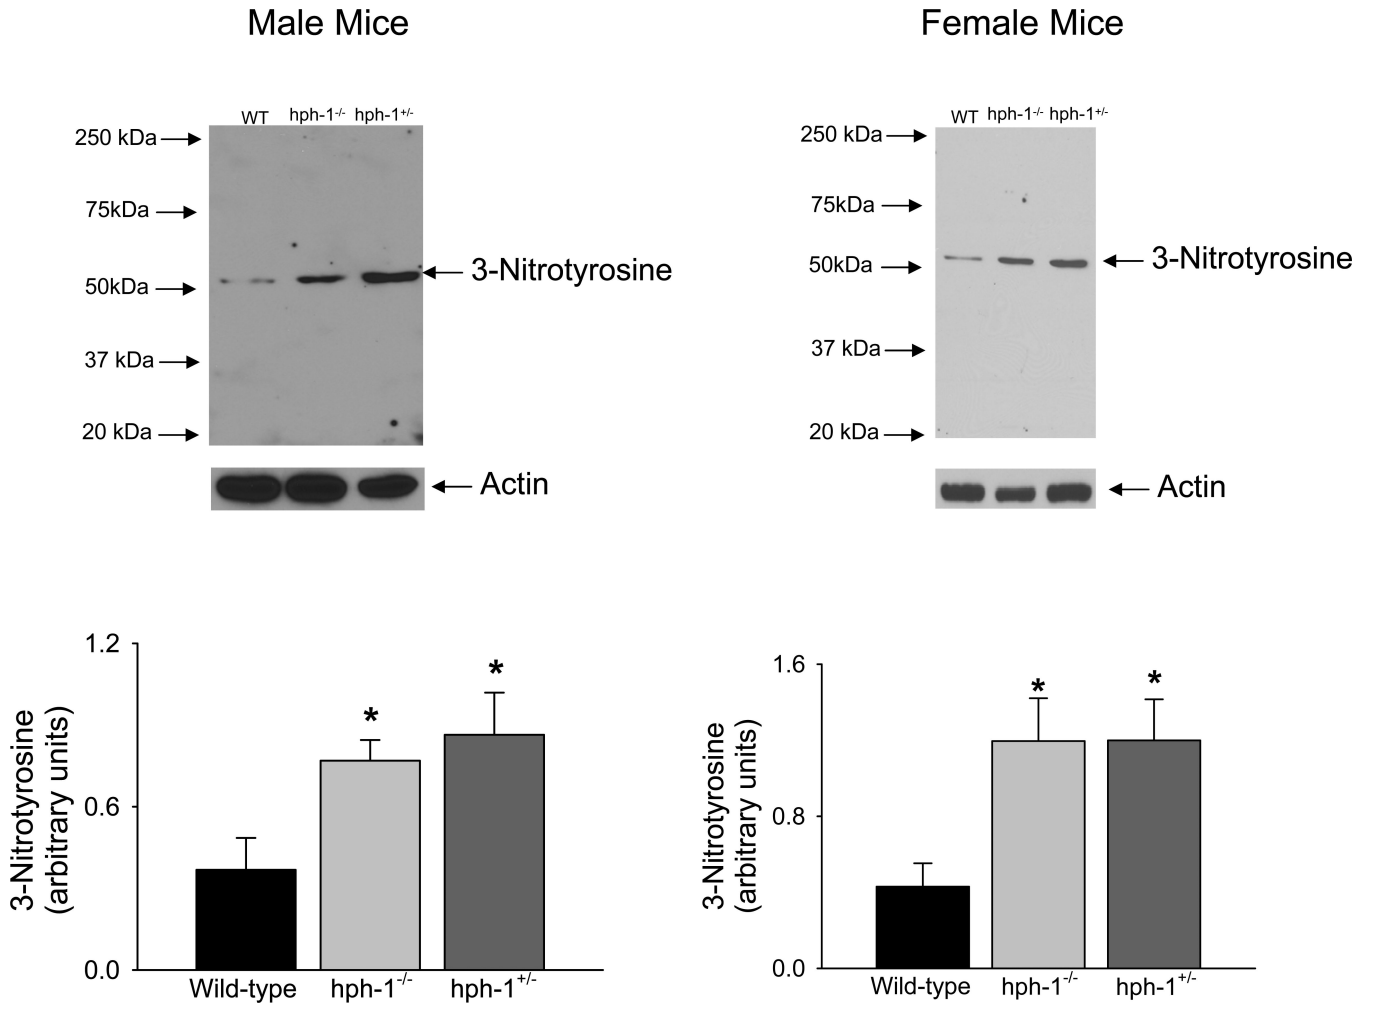 Male Mice
WT hph-1-/- hph-1+/-
250 kDa
75kDa
50kDa
37 kDa
20 kDa
3-Nitrotyrosine
Actin
Female Mice
WT hph-1-/- hph-1+/-
250 kDa
75kDa
50kDa
37 kDa
20 kDa
3-Nitrotyrosine
Actin
3-Nitrotyrosine
(arbitrary units)
1.2
0.6
0.0
* *
Wild-type hph-1-/- hph-1+/-
3-Nitrotyrosine
(arbitrary units)
1.6
0.8
0.0
* *
Wild-type hph-1-/- hph-1+/-